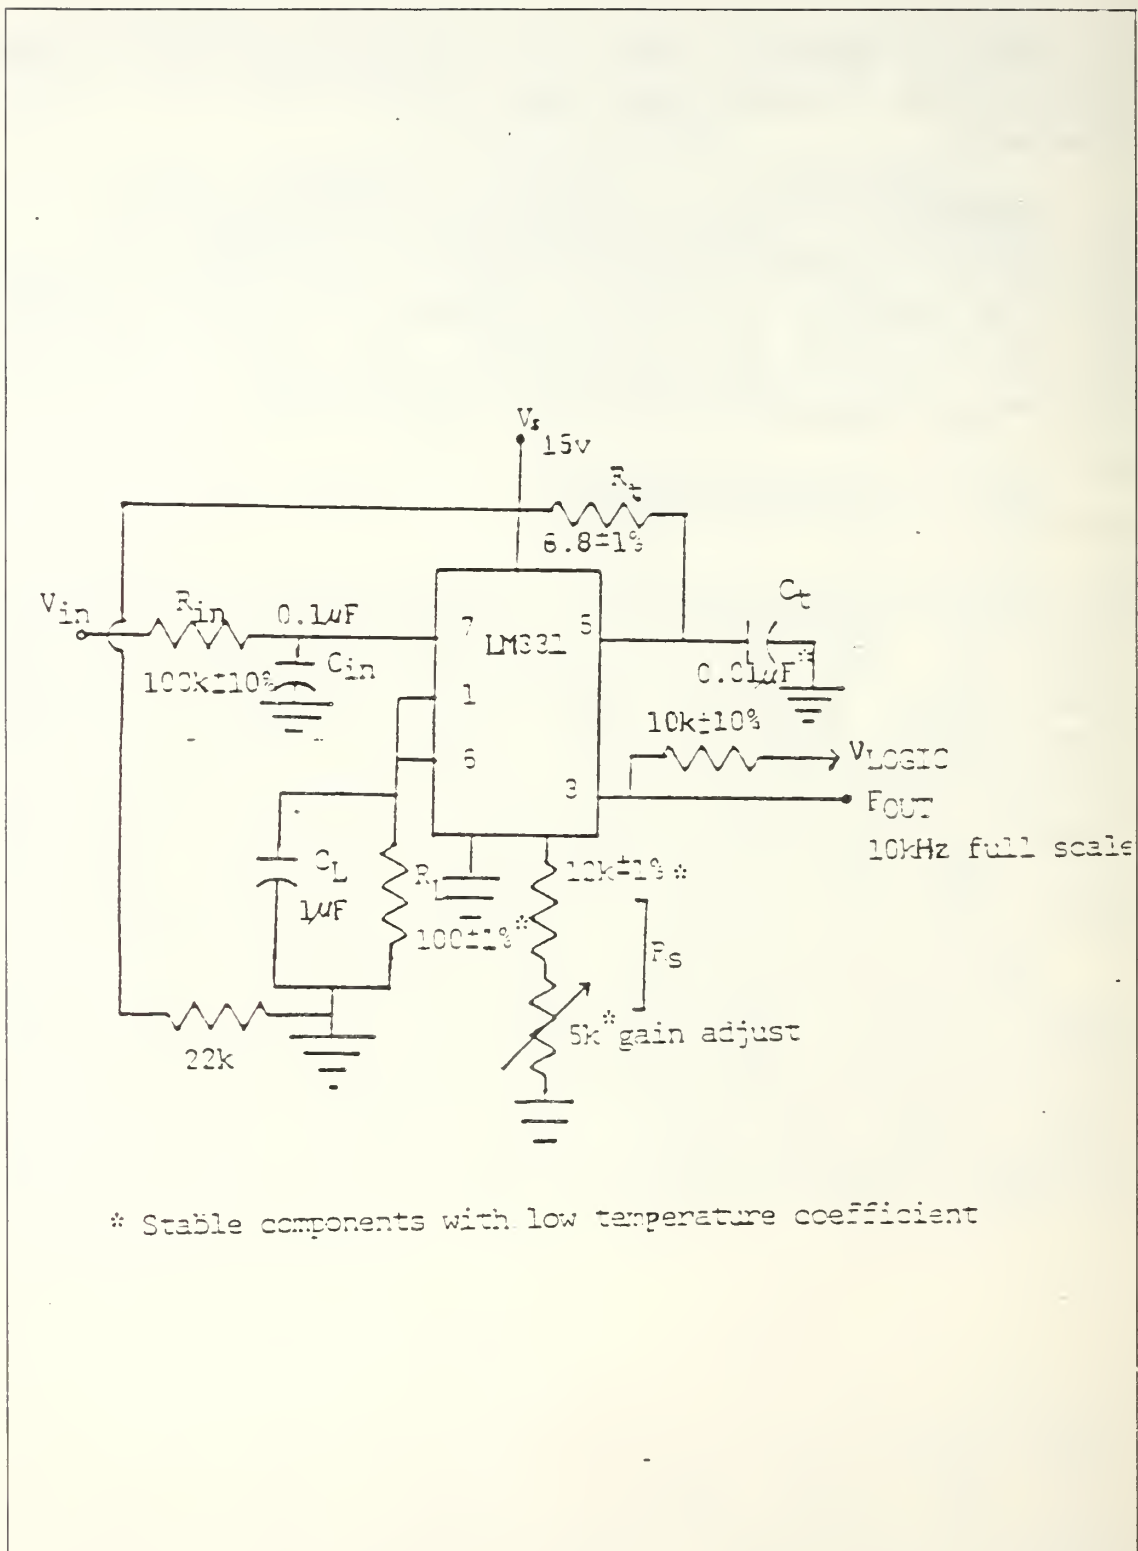 Vs
15v
Rt
6.8±1%
Vin
Rin
0.1µF
7
LM331
5
Ct
100k±10%
Cin
0.01µF*
1
10k±10%
6
VLOGIC
3
FOUT
10kHz full scale
CL
1µF
RL
12k±1%*
100±1%*
Rs
5k*gain adjust
22k
* Stable components with low temperature coefficient